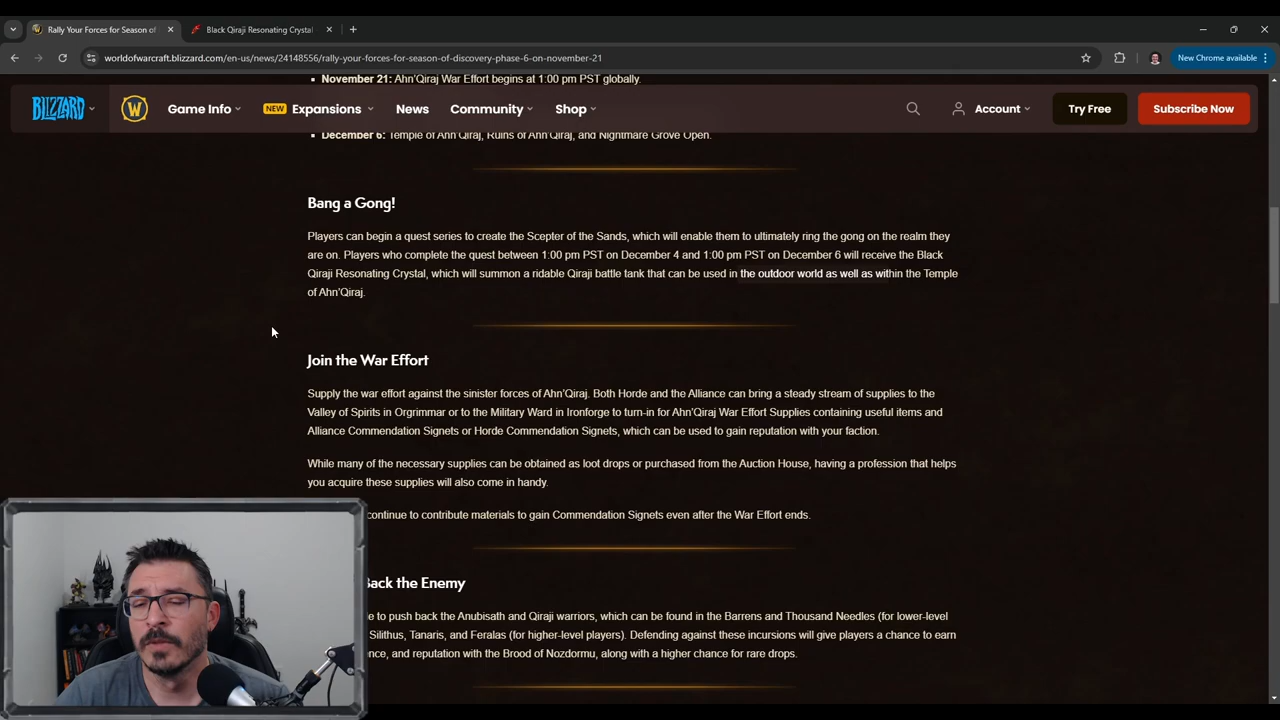 Rally Your Forces for Season of
Black Qiraji Resonating Crystal
worldofwarcraft.blizzard.com/en-us/news/24148556/rally-your-forces-for-season-of-discovery-phase-6-on-november-21
New Chrome available
November 21: Ahn'Qiraj War Effort begins at 1:00 pm PST globally.
BLIZZARD
W
Game Info
NEW
Expansions
News
Community
Shop
Account
Try Free
Subscribe Now
December 6: Temple of Ahn'Qiraj, Ruins of Ahn'Qiraj, and Nightmare Grove Open.
Bang a Gong!
Players can begin a quest series to create the Scepter of the Sands, which will enable them to ultimately ring the gong on the realm they
are on. Players who complete the quest between 1:00 pm PST on December 4 and 1:00 pm PST on December 6 will receive the Black
Qiraji Resonating Crystal, which will summon a ridable Qiraji battle tank that can be used in the outdoor world as well as within the Temple
of Ahn'Qiraj.
Join the War Effort
Supply the war effort against the sinister forces of Ahn'Qiraj. Both Horde and the Alliance can bring a steady stream of supplies to the
Valley of Spirits in Orgrimmar or to the Military Ward in Ironforge to turn-in for Ahn'Qiraj War Effort Supplies containing useful items and
Alliance Commendation Signets or Horde Commendation Signets, which can be used to gain reputation with your faction.
While many of the necessary supplies can be obtained as loot drops or purchased from the Auction House, having a profession that helps
you acquire these supplies will also come in handy.
continue to contribute materials to gain Commendation Signets even after the War Effort ends.
Back the Enemy
to push back the Anubisath and Qiraji warriors, which can be found in the Barrens and Thousand Needles (for lower-level
Silithus, Tanaris, and Feralas (for higher-level players). Defending against these incursions will give players a chance to earn
and reputation with the Brood of Nozdormu, along with a higher chance for rare drops.